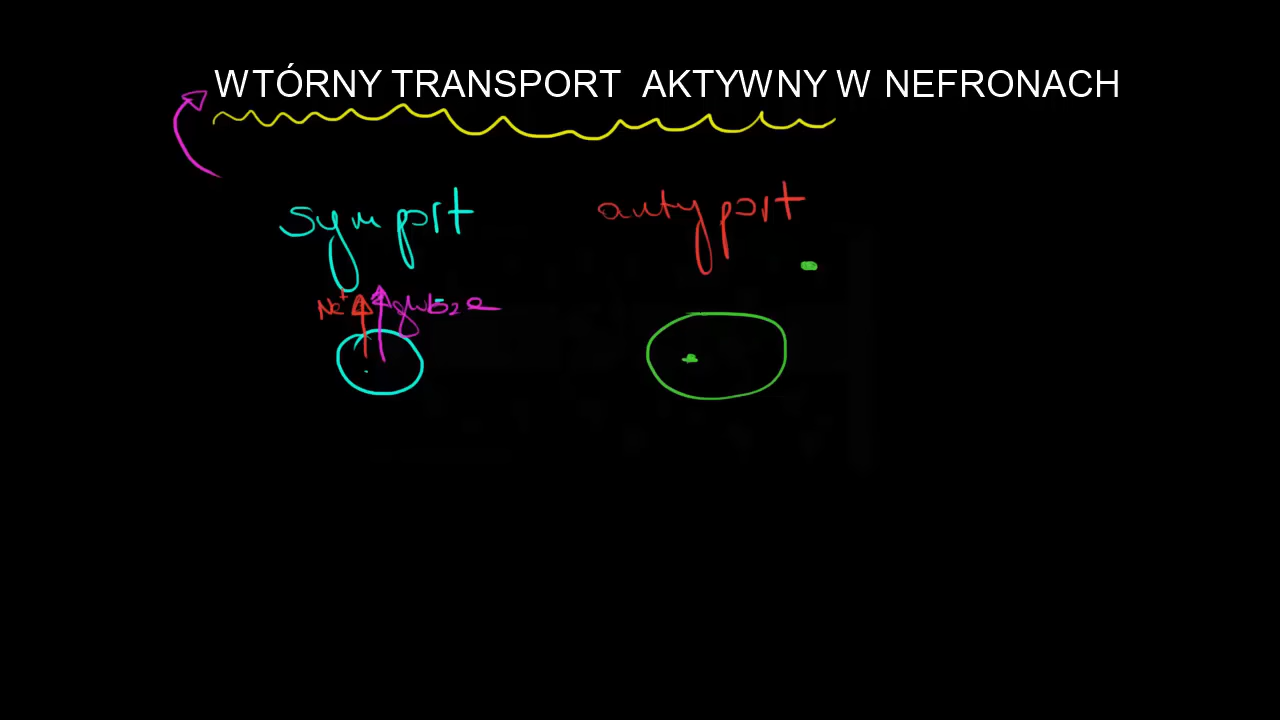 WTÓRNY TRANSPORT AKTYWNY W NEFRONACH
symport
antyport
Na+
glukoza